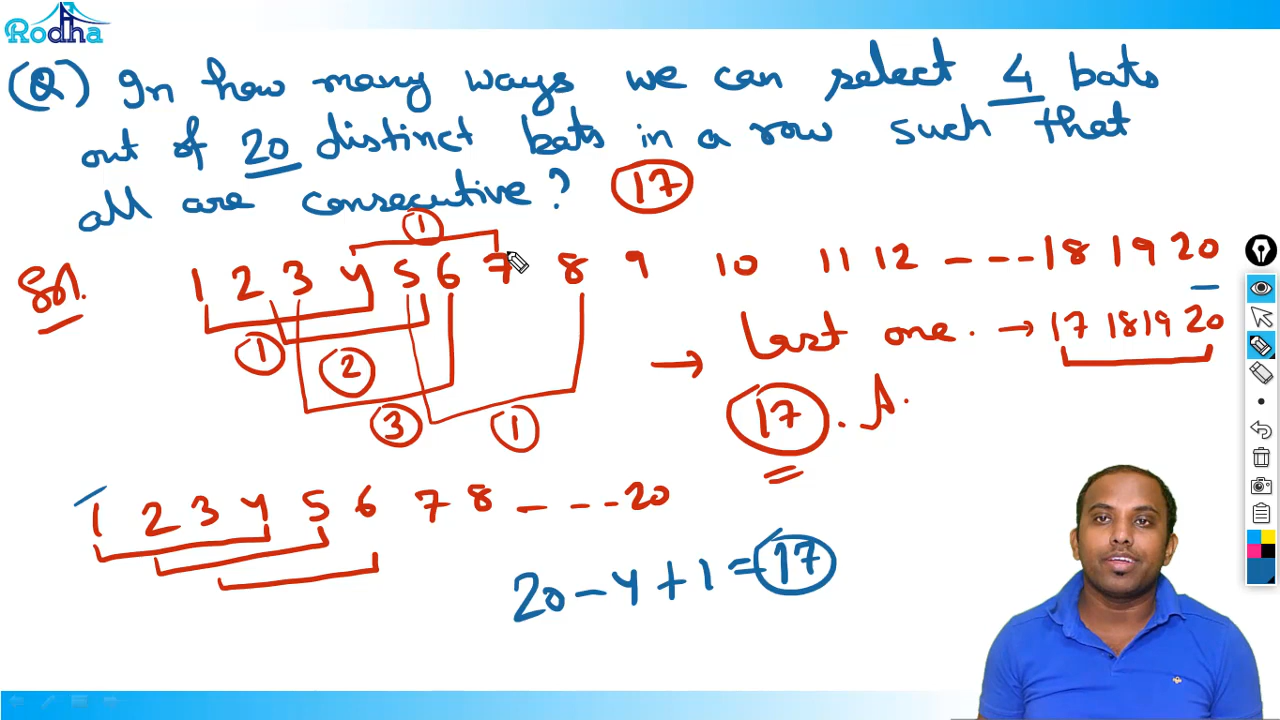 Rodha
(Q) In how many ways we can select 4 bats
out of 20 distinct bats in a row such that
all are consecutive? 17
1
Sol. 1 2 3 4 5 6 7 8 9 10 11 12 ----18 19 20
→ Last one. → 17 18 19 20
1 2
3 1
17. A.
1 2 3 4 5 6 7 8 ----20
20-4+1=17